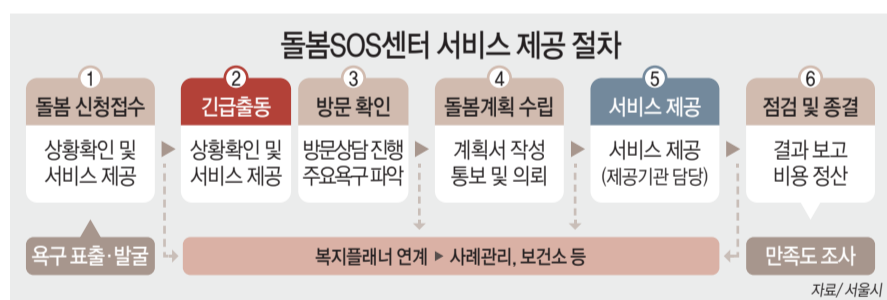 돌봄SOS센터 서비스 제공 절차
1
돌봄 신청접수
상황확인 및
서비스 제공
2
긴급출동
상황확인 및
서비스 제공
3
방문 확인
방문상담 진행
주요욕구 파악
4
돌봄계획 수립
계획서 작성
통보 및 의뢰
5
서비스 제공
서비스 제공
(제공기관 담당)
6
점검 및 종결
결과 보고
비용 정산
욕구 표출·발굴
복지플래너 연계 ▶ 사례관리, 보건소 등
만족도 조사
자료/ 서울시